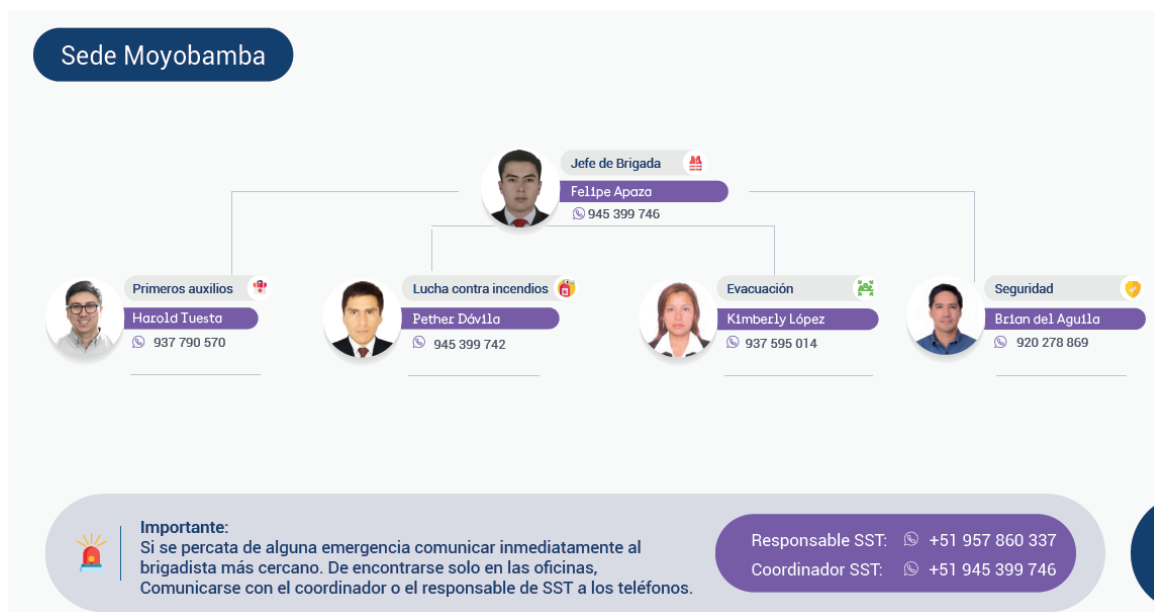 Sede Moyobamba
Jefe de Brigada
Felipe Apaza
945 399 746
Primeros auxilios
Harold Tuesta
937 790 570
Lucha contra incendios
Pether Dávila
945 399 742
Evacuación
Kimberly López
937 595 014
Seguridad
Brian del Aguila
920 278 869
Importante:
Si se percata de alguna emergencia comunicar inmediatamente al
brigadista más cercano. De encontrarse solo en las oficinas,
Comunicarse con el coordinador o el responsable de SST a los teléfonos.
Responsable SST: +51 957 860 337
Coordinador SST: +51 945 399 746